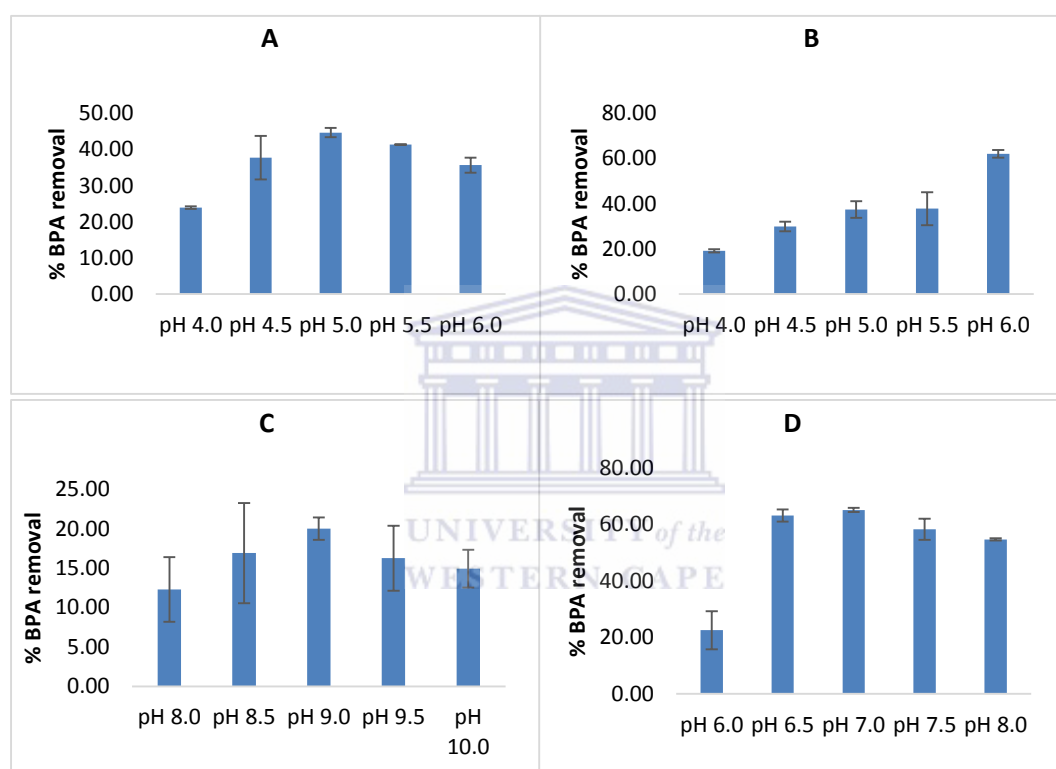 A
% BPA removal
50.00
40.00
30.00
20.00
10.00
0.00
pH 4.0 pH 4.5 pH 5.0 pH 5.5 pH 6.0
B
% BPA removal
80.00
60.00
40.00
20.00
0.00
pH 4.0 pH 4.5 pH 5.0 pH 5.5 pH 6.0
C
% BPA removal
25.00
20.00
15.00
10.00
5.00
0.00
pH 8.0 pH 8.5 pH 9.0 pH 9.5 pH
10.0
D
% BPA removal
80.00
60.00
40.00
20.00
0.00
pH 6.0 pH 6.5 pH 7.0 pH 7.5 pH 8.0
UNIVERSITY of the
WESTERN CAPE